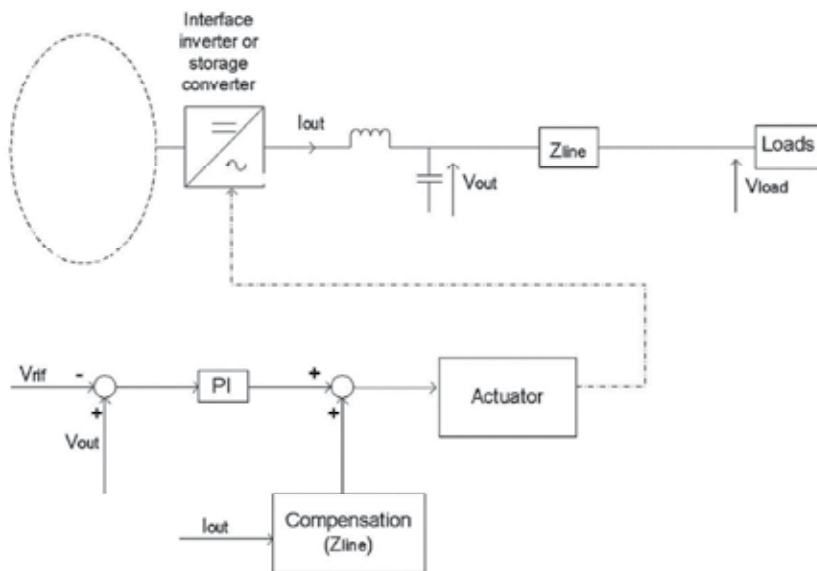 Interface
inverter or
storage
converter
Iout
Zline
Loads
Vout
Vload
Vrif
-
+
PI
+
+
Actuator
Vout
Iout
Compensation
(Zline)